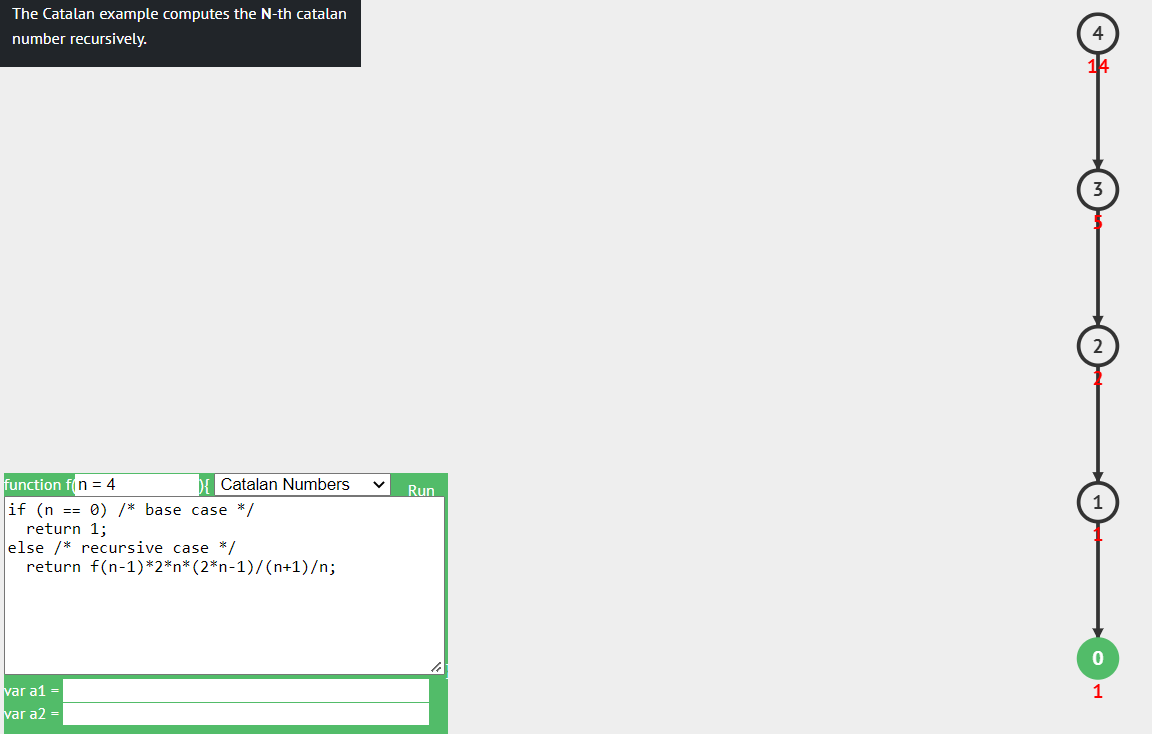 The Catalan example computes the N-th catalan
number recursively.
4
14
3
5
2
2
1
1
0
1
function f( n = 4 ){ Catalan Numbers Run
if (n == 0) /* base case */
return 1;
else /* recursive case */
return f(n-1)*2*n*(2*n-1)/(n+1)/n;
var a1 =
var a2 =